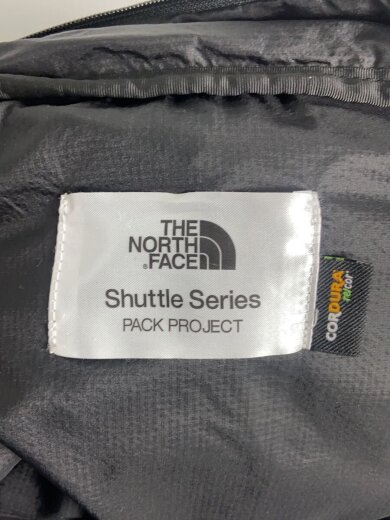 THE
NORTH
FACE
Shuttle Series
PACK PROJECT
CORDURA